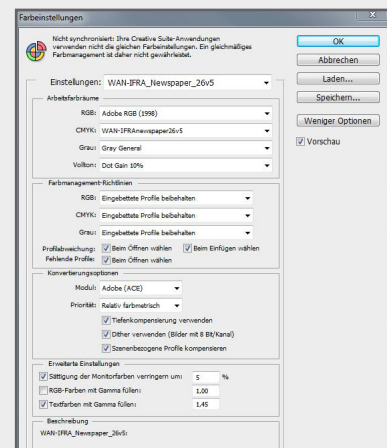 Farbeinstellungen
x
Nicht synchronisiert: Ihre Creative Suite-Anwendungen
verwenden nicht die gleichen Farbeinstellungen. Ein gleichmäßiges
Farbmanagement ist daher nicht gewährleistet.
OK
Abbrechen
Laden...
Speichern...
Weniger Optionen
Vorschau
Einstellungen: WAN-IFRA_Newspaper_26v5
Arbeitsfarbräume
RGB: Adobe RGB (1998)
CMYK: WAN-IFRAnewspaper26v5
Grau: Gray General
Vollton: Dot Gain 10%
Farbmanagement-Richtlinien
RGB: Eingebettete Profile beibehalten
CMYK: Eingebettete Profile beibehalten
Grau: Eingebettete Profile beibehalten
Profilabweichung: Beim Öffnen wählen Beim Einfügen wählen
Fehlende Profile: Beim Öffnen wählen
Konvertierungsoptionen
Modul: Adobe (ACE)
Priorität: Relativ farbmetrisch
Tiefenkompensierung verwenden
Dither verwenden (Bilder mit 8 Bit/Kanal)
Szenenbezogene Profile kompensieren
Erweiterte Einstellungen
Sättigung der Monitorfarben verringern um: 5 %
RGB-Farben mit Gamma füllen: 1.00
Textfarben mit Gamma füllen: 1.45
Beschreibung
WAN-IFRA_Newspaper_26v5: